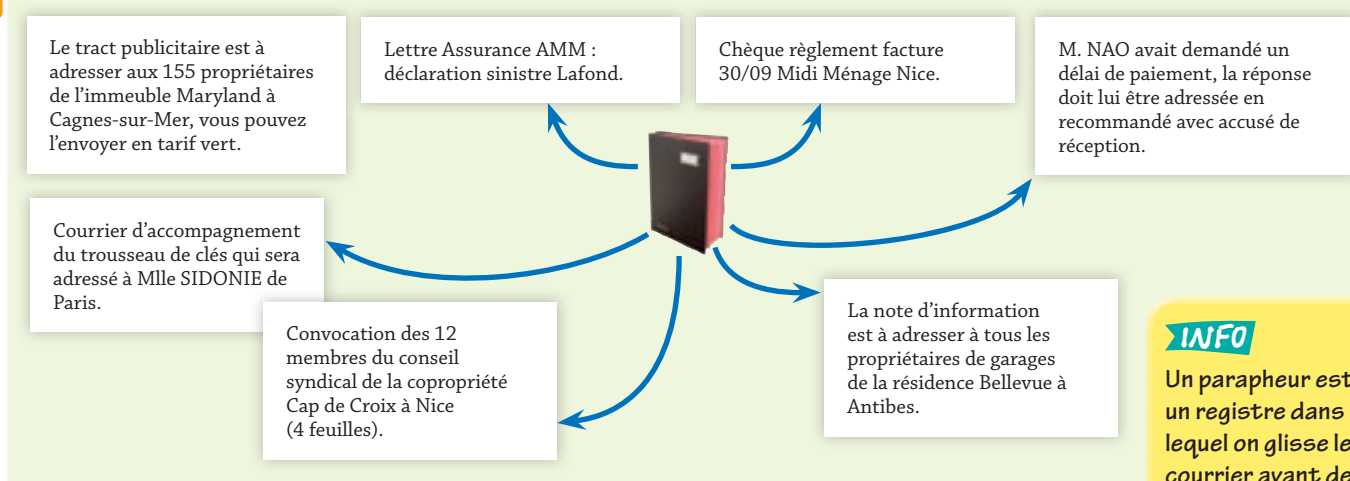 Le tract publicitaire est à
adresser aux 155 propriétaires
de l'immeuble Maryland à
Cagnes-sur-Mer, vous pouvez
l'envoyer en tarif vert.
Lettre Assurance AMM :
déclaration sinistre Lafond.
Chèque règlement facture
30/09 Midi Ménage Nice.
M. NAO avait demandé un
délai de paiement, la réponse
doit lui être adressée en
recommandé avec accusé de
réception.
Courrier d'accompagnement
du trousseau de clés qui sera
adressé à Mlle SIDONIE de
Paris.
Convocation des 12
membres du conseil
syndical de la copropriété
Cap de Croix à Nice
(4 feuilles).
La note d'information
est à adresser à tous les
propriétaires de garages
de la résidence Bellevue à
Antibes.
INFO
Un parapheur est
un registre dans
lequel on glisse le
courrier avant de